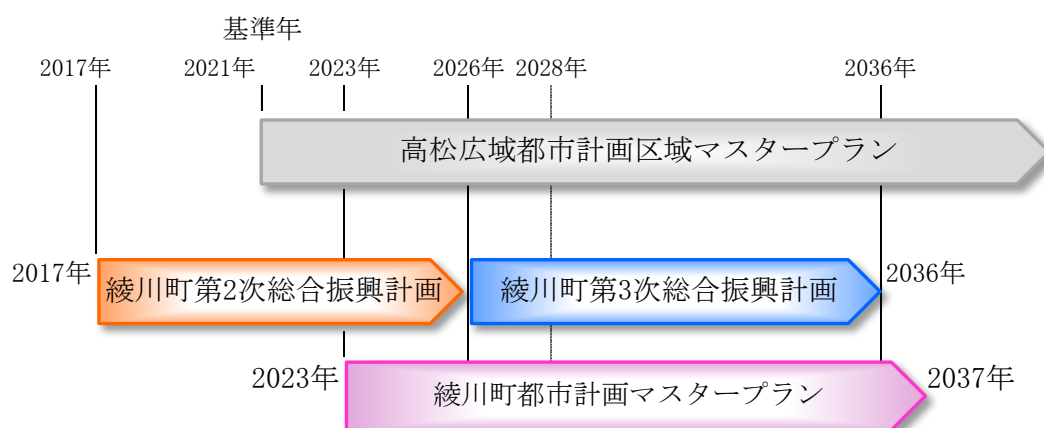 基準年
2017年
2021年
2023年
2026年
2028年
2036年
高松広域都市計画区域マスタープラン
2017年
綾川町第2次総合振興計画
綾川町第3次総合振興計画
2036年
2023年
綾川町都市計画マスタープラン
2037年